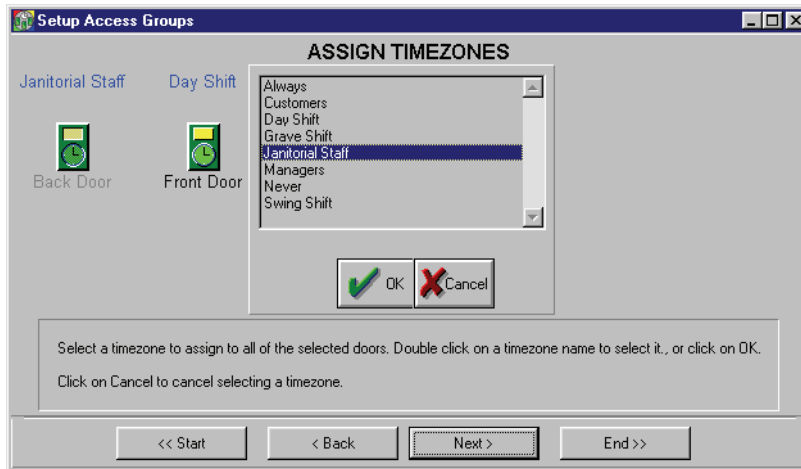 Setup Access Groups
ASSIGN TIMEZONES
Janitorial Staff
Day Shift
Back Door
Front Door
Always
Customers
Day Shift
Grave Shift
Janitorial Staff
Managers
Never
Swing Shift
OK
Cancel
Select a timezone to assign to all of the selected doors. Double click on a timezone name to select it., or click on OK.
Click on Cancel to cancel selecting a timezone.
<< Start
< Back
Next >
End >>